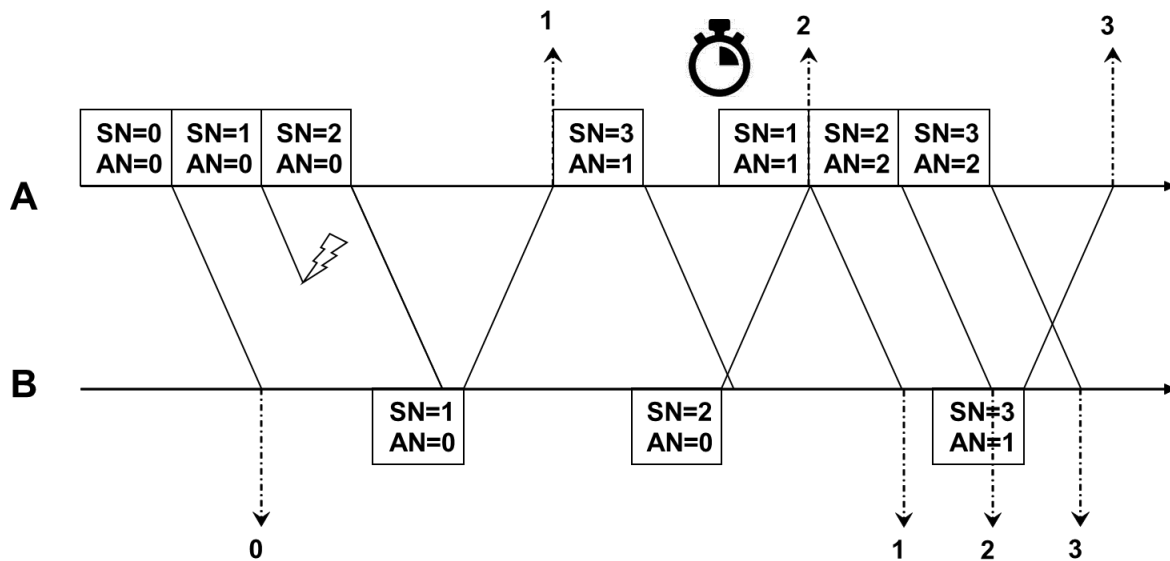 1
2
3
SN=0
AN=0
SN=1
AN=0
SN=2
AN=0
SN=3
AN=1
SN=1
AN=1
SN=2
AN=2
SN=3
AN=2
A
B
SN=1
AN=0
SN=2
AN=0
SN=3
AN=1
0
1
2
3